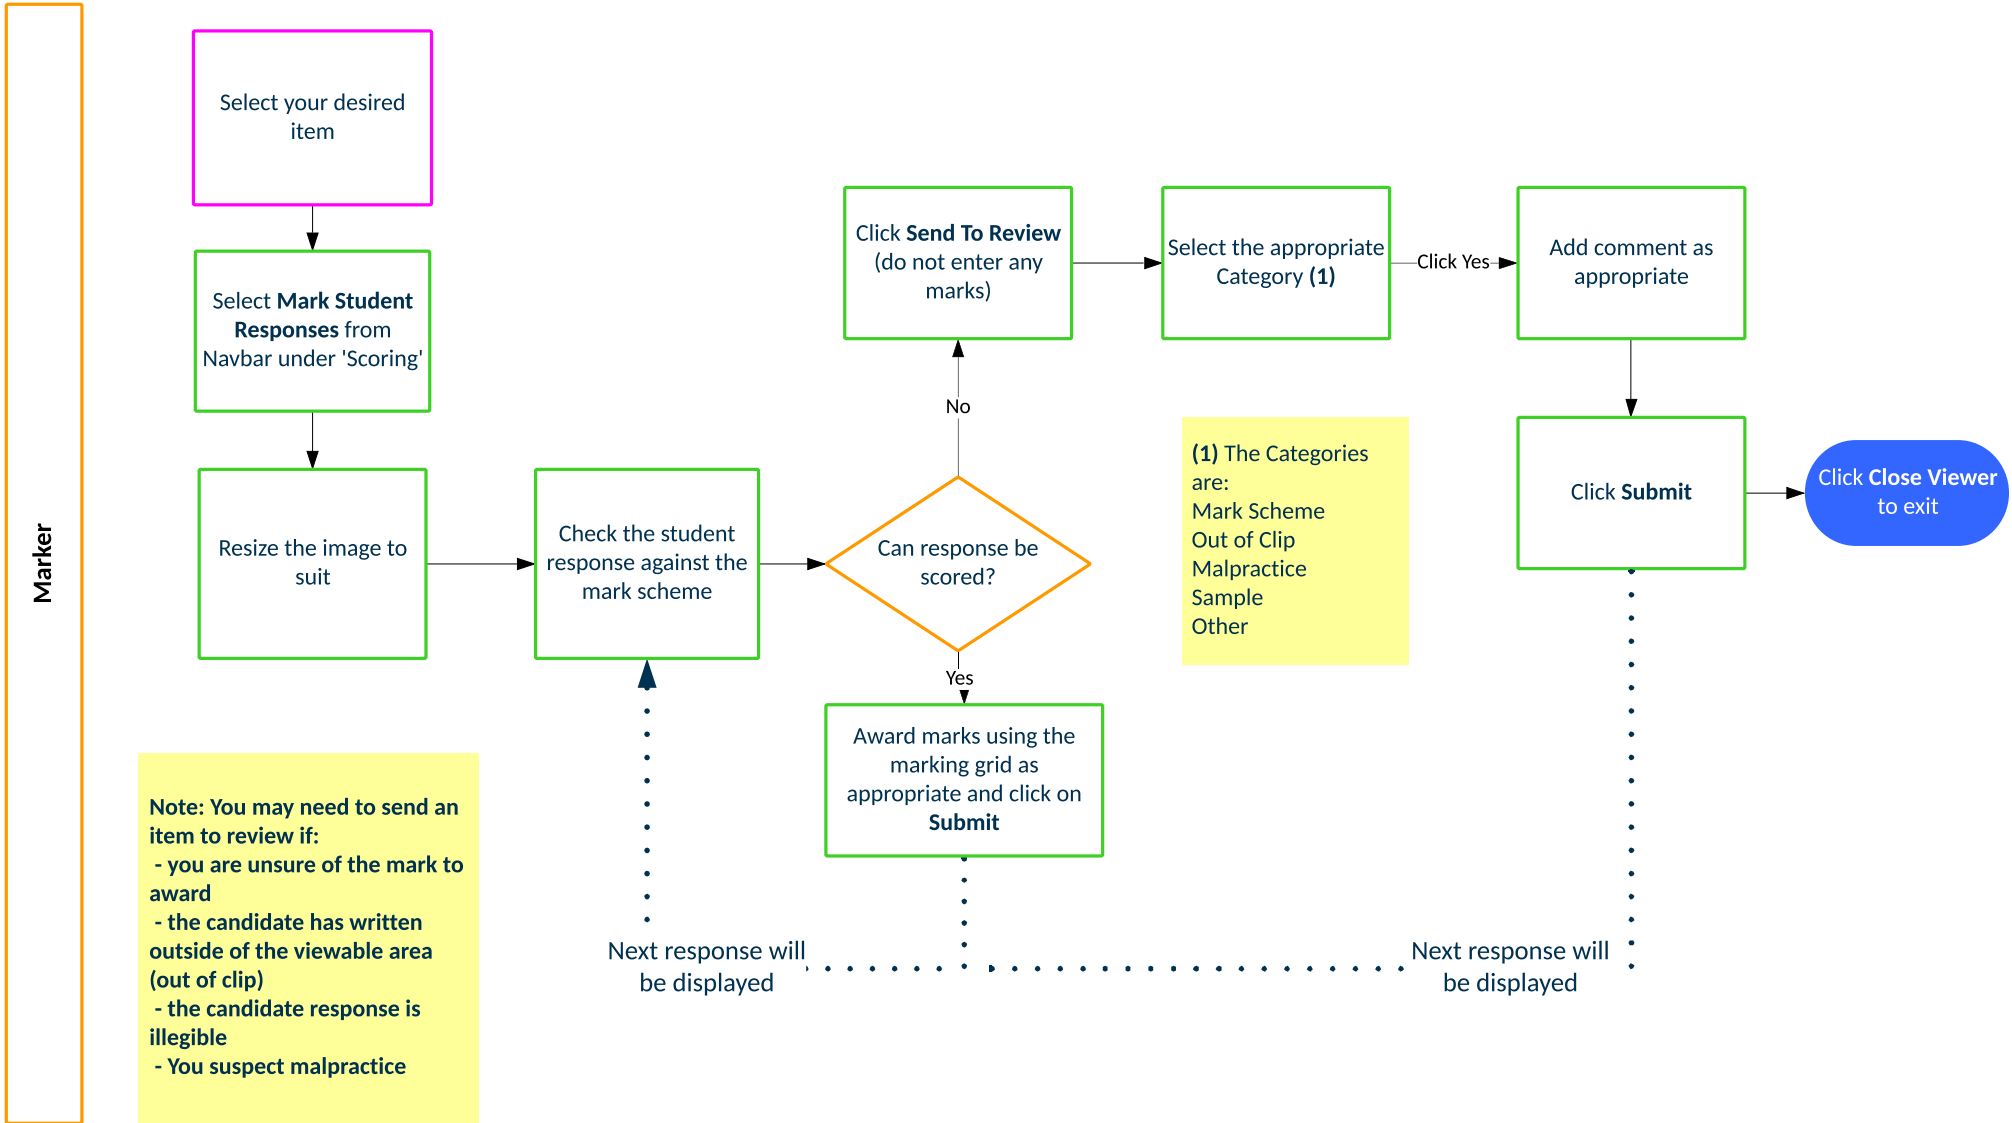 Marker
Select your desired
item
Select Mark Student
Responses from
Navbar under 'Scoring'
Resize the image to
suit
Check the student
response against the
mark scheme
Can response be
scored?
No
Click Send To Review
(do not enter any
marks)
Select the appropriate
Category (1)
Click Yes
Add comment as
appropriate
Click Submit
Click Close Viewer
to exit
(1) The Categories
are:
Mark Scheme
Out of Clip
Malpractice
Sample
Other
Yes
Award marks using the
marking grid as
appropriate and click on
Submit
Next response will
be displayed
Next response will
be displayed
Note: You may need to send an
item to review if:
- you are unsure of the mark to
award
- the candidate has written
outside of the viewable area
(out of clip)
- the candidate response is
illegible
- You suspect malpractice